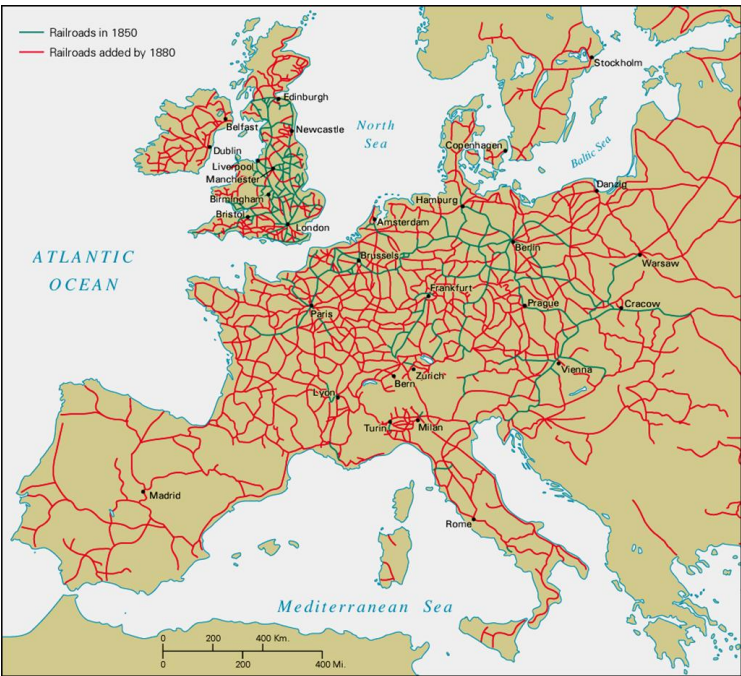 Railroads in 1850
Railroads added by 1880
Stockholm
Edinburgh
North
Sea
Belfast
Newcastle
Copenhagen
Baltic Sea
Dublin
Liverpool
Manchester
Danzig
Birmingham
Hamburg
Bristol
Amsterdam
London
Berlin
ATLANTIC
OCEAN
Brussels
Warsaw
Frankfurt
Prague
Cracow
Paris
Vienna
Zürich
Bern
Lyon
Turin
Milan
Madrid
Rome
Mediterranean Sea
0 200 400 Km.
0 200 400 Mi.